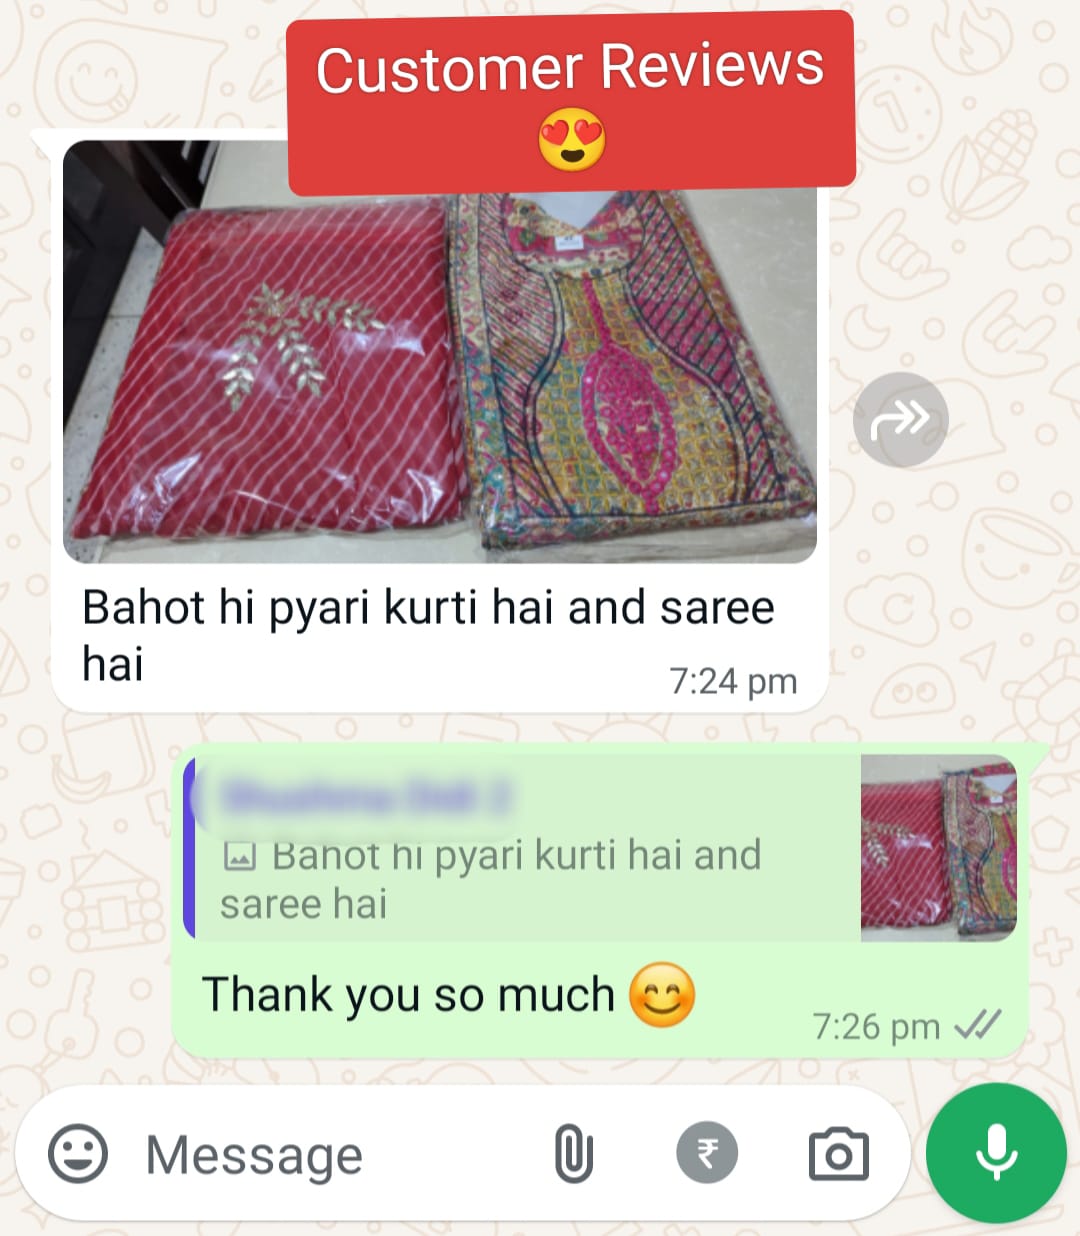 Customer Reviews
😍
Bahot hi pyari kurti hai and saree
hai
7:24 pm
Bahot hi pyari kurti hai and
saree hai
Thank you so much 😊
7:26 pm
Message